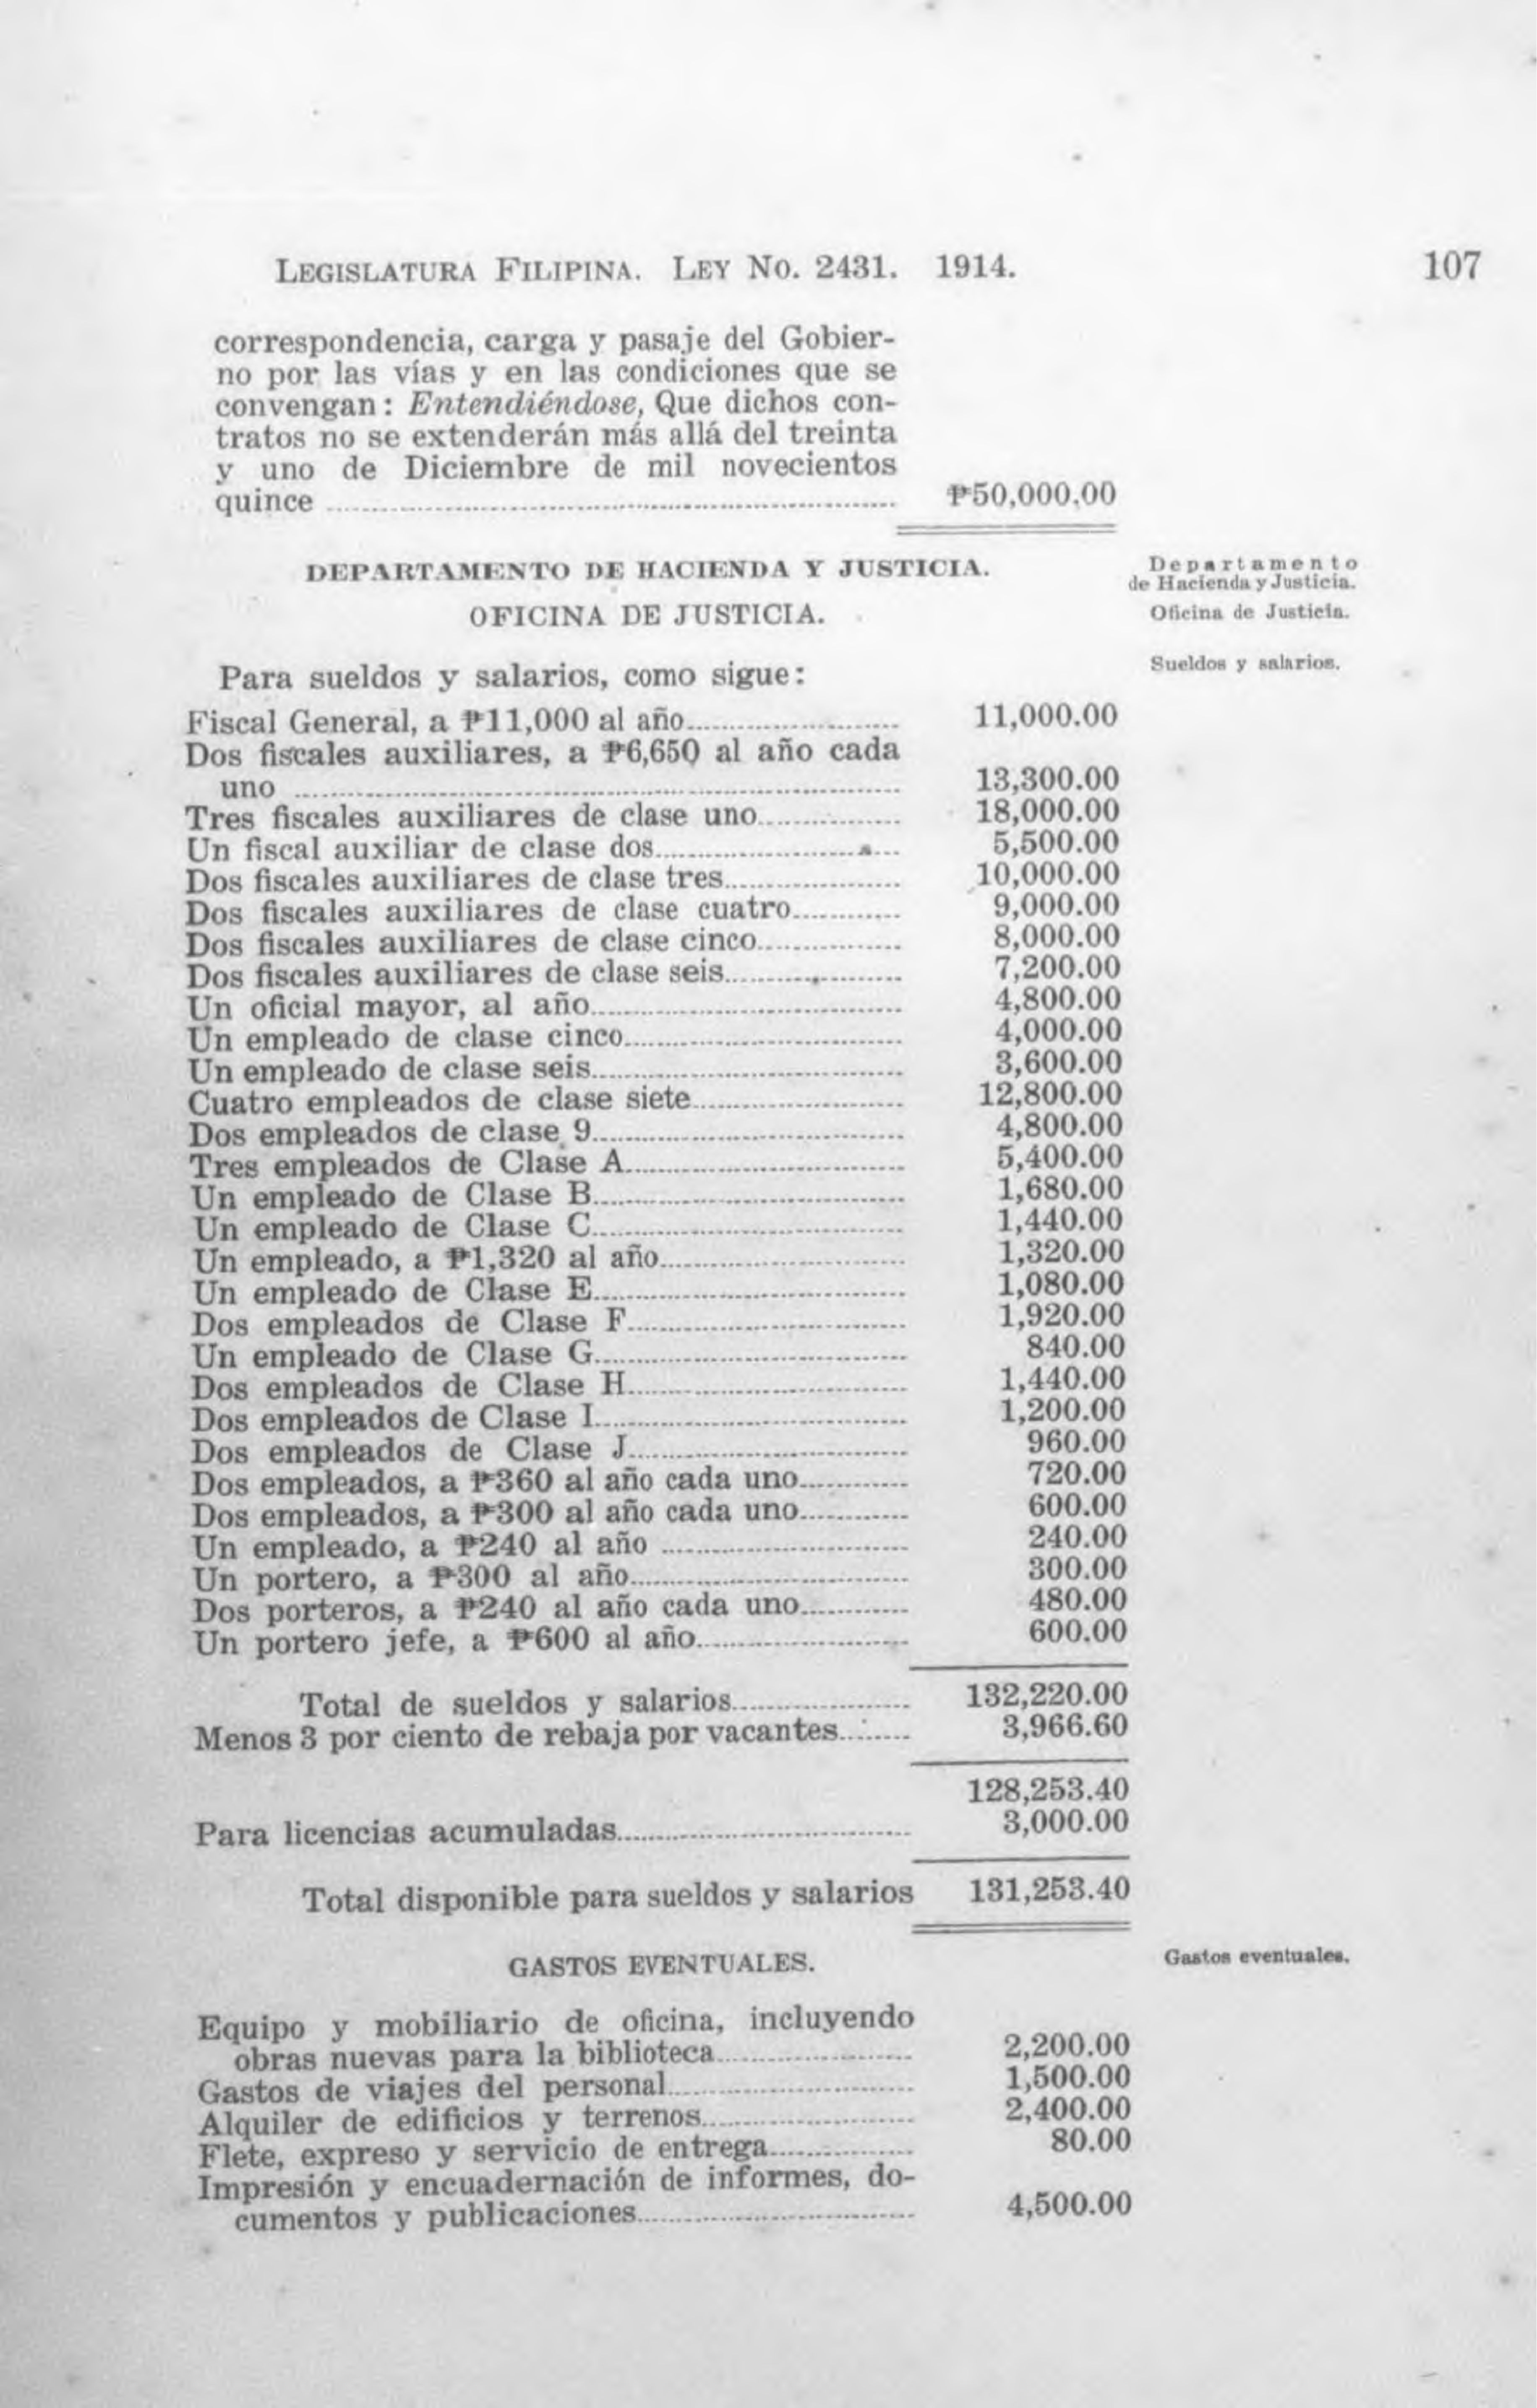 LEGISLATURA FILIPINA. LEY NO. 2431. 1914. 107
correspondencia, carga y pasaje del Gobier-
no por las vías y en las condiciones que se
convengan: Entendiéndose, Que dichos con-
tratos no se extenderán más allá del treinta
y uno de Diciembre de mil novecientos
quince ₱50,000.00
DEPARTAMENTO DE HACIENDA Y JUSTICIA.
Departamento
de Hacienda y Justicia.
OFICINA DE JUSTICIA.
Oficina de Justicia.
Para sueldos y salarios, como sigue:
Sueldos y salarios.
Fiscal General, a ₱11,000 al año 11,000.00
Dos fiscales auxiliares, a ₱6,650 al año cada
uno 13,300.00
Tres fiscales auxiliares de clase uno 18,000.00
Un fiscal auxiliar de clase dos 5,500.00
Dos fiscales auxiliares de clase tres 10,000.00
Dos fiscales auxiliares de clase cuatro 9,000.00
Dos fiscales auxiliares de clase cinco 8,000.00
Dos fiscales auxiliares de clase seis 7,200.00
Un oficial mayor, al año 4,800.00
Un empleado de clase cinco 4,000.00
Un empleado de clase seis 3,600.00
Cuatro empleados de clase siete 12,800.00
Dos empleados de clase 9 4,800.00
Tres empleados de Clase A 5,400.00
Un empleado de Clase B 1,680.00
Un empleado de Clase C 1,440.00
Un empleado, a ₱1,320 al año 1,320.00
Un empleado de Clase E 1,080.00
Dos empleados de Clase F 1,920.00
Un empleado de Clase G 840.00
Dos empleados de Clase H 1,440.00
Dos empleados de Clase I 1,200.00
Dos empleados de Clase J 960.00
Dos empleados, a ₱360 al año cada uno 720.00
Dos empleados, a ₱300 al año cada uno 600.00
Un empleado, a ₱240 al año 240.00
Un portero, a ₱300 al año 300.00
Dos porteros, a ₱240 al año cada uno 480.00
Un portero jefe, a ₱600 al año 600.00
Total de sueldos y salarios 132,220.00
Menos 3 por ciento de rebaja por vacantes 3,966.60
128,253.40
Para licencias acumuladas 3,000.00
Total disponible para sueldos y salarios 131,253.40
GASTOS EVENTUALES.
Gastos eventuales.
Equipo y mobiliario de oficina, incluyendo
obras nuevas para la biblioteca 2,200.00
Gastos de viajes del personal 1,500.00
Alquiler de edificios y terrenos 2,400.00
Flete, expreso y servicio de entrega 80.00
Impresión y encuadernación de informes, do-
cumentos y publicaciones 4,500.00